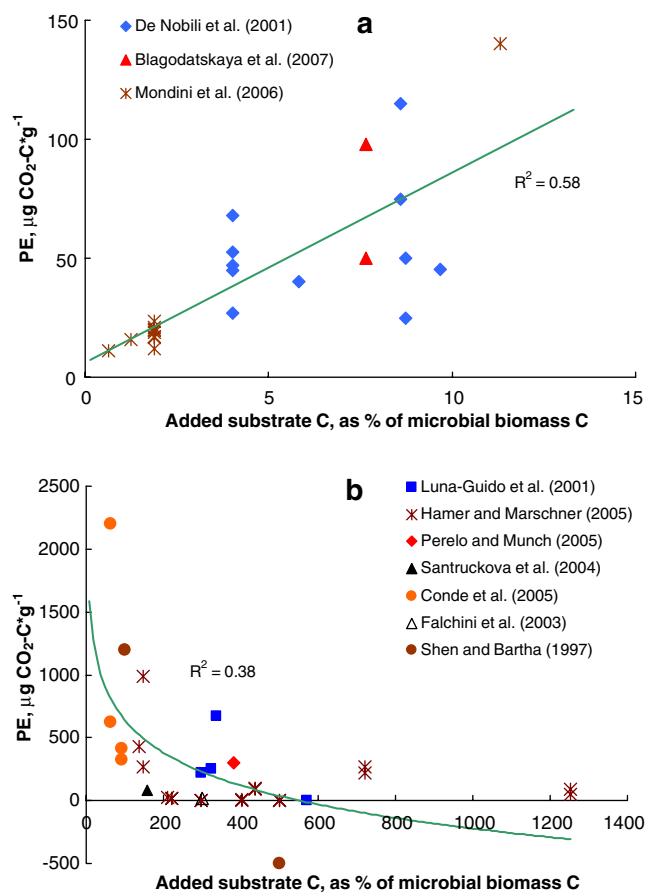 a
De Nobili et al. (2001)
Blagodatskaya et al. (2007)
Mondini et al. (2006)
150
100
50
0
PE, µg CO₂-C*g⁻¹
R² = 0.58
0
5
10
15
Added substrate C, as % of microbial biomass C
b
Luna-Guido et al. (2001)
Hamer and Marschner (2005)
Perelo and Munch (2005)
Santruckova et al. (2004)
Conde et al. (2005)
Falchini et al. (2003)
Shen and Bartha (1997)
2500
2000
1500
1000
500
0
-500
PE, µg CO₂-C*g⁻¹
R² = 0.38
0
200
400
600
800
1000
1200
1400
Added substrate C, as % of microbial biomass C